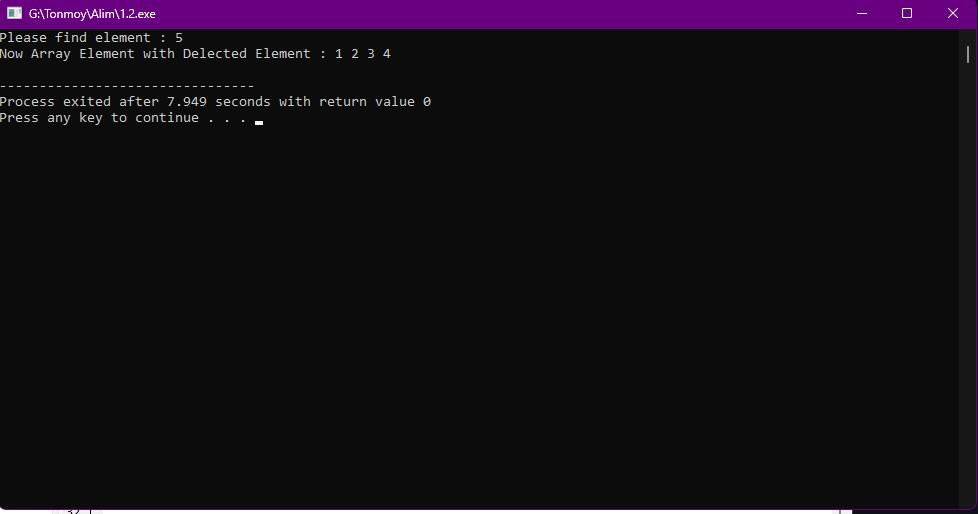 G:\Tonmoy\Alim\1.2.exe
Please find element : 5
Now Array Element with Delected Element : 1 2 3 4
--------------------------------
Process exited after 7.949 seconds with return value 0
Press any key to continue . . .